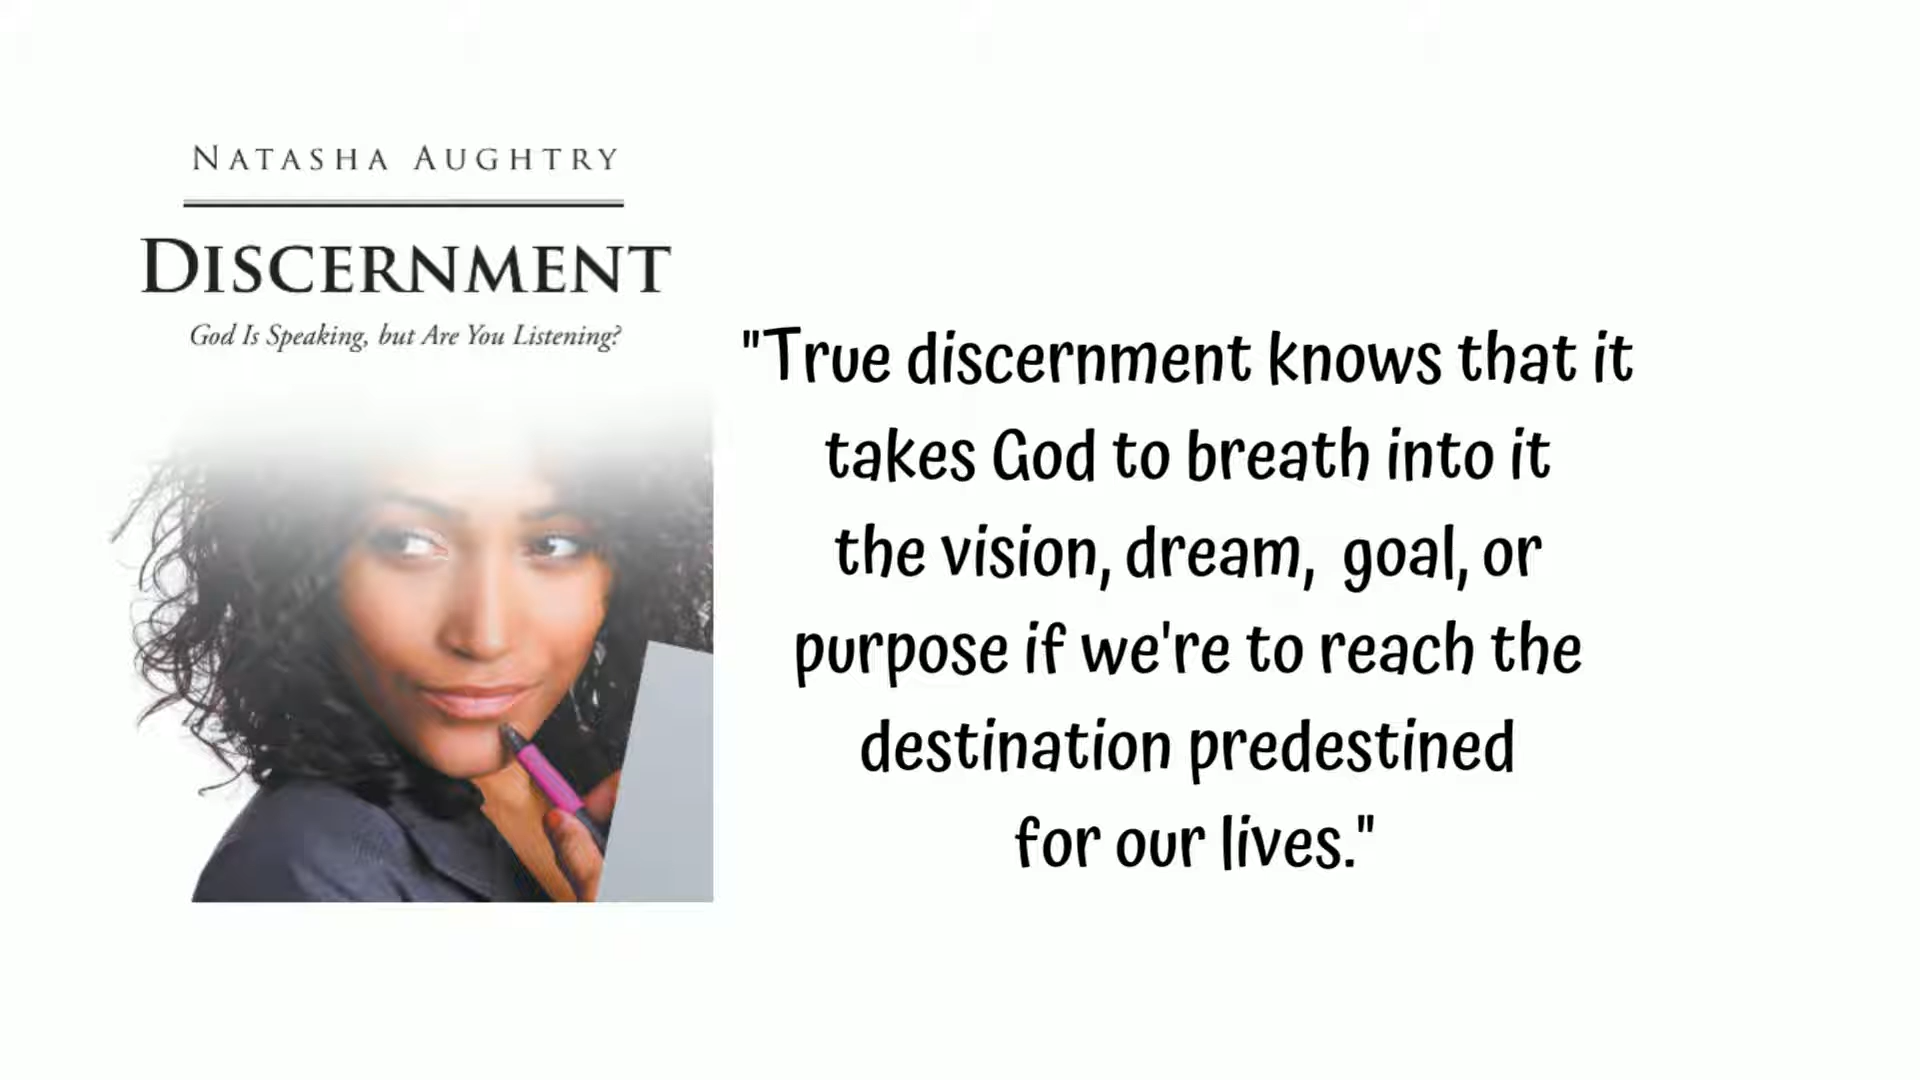 NATASHA AUGHTRY
DISCERNMENT
God Is Speaking, but Are You Listening?
"True discernment knows that it
takes God to breath into it
the vision, dream, goal, or
purpose if we're to reach the
destination predestined
for our lives."